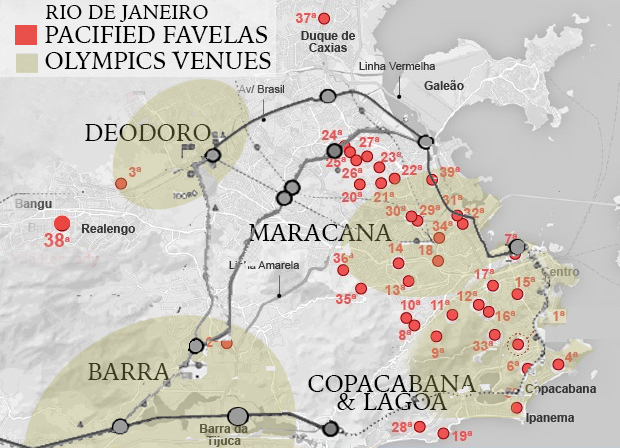 RIO DE JANEIRO
PACIFIED FAVELAS
OLYMPICS VENUES
37ª
Duque de
Caxias
Linha Vermelha
Galeão
Av/ Brasil
DEODORO
24ª
27ª
25ª
23ª
26ª
22ª
39ª
20ª
21ª
3ª
Bangu
Realengo
38ª
31ª
30ª
29ª
32ª
34ª
MARACANA
7ª
14
18
36ª
Linha Amarela
35ª
13ª
17ª
Centro
15ª
12ª
10ª
11ª
16ª
1ª
8ª
9ª
33ª
2
BARRA
6ª
4ª
COPACABANA
& LAGOA
Copacabana
Ipanema
Barra da
Tijuca
28ª
19ª